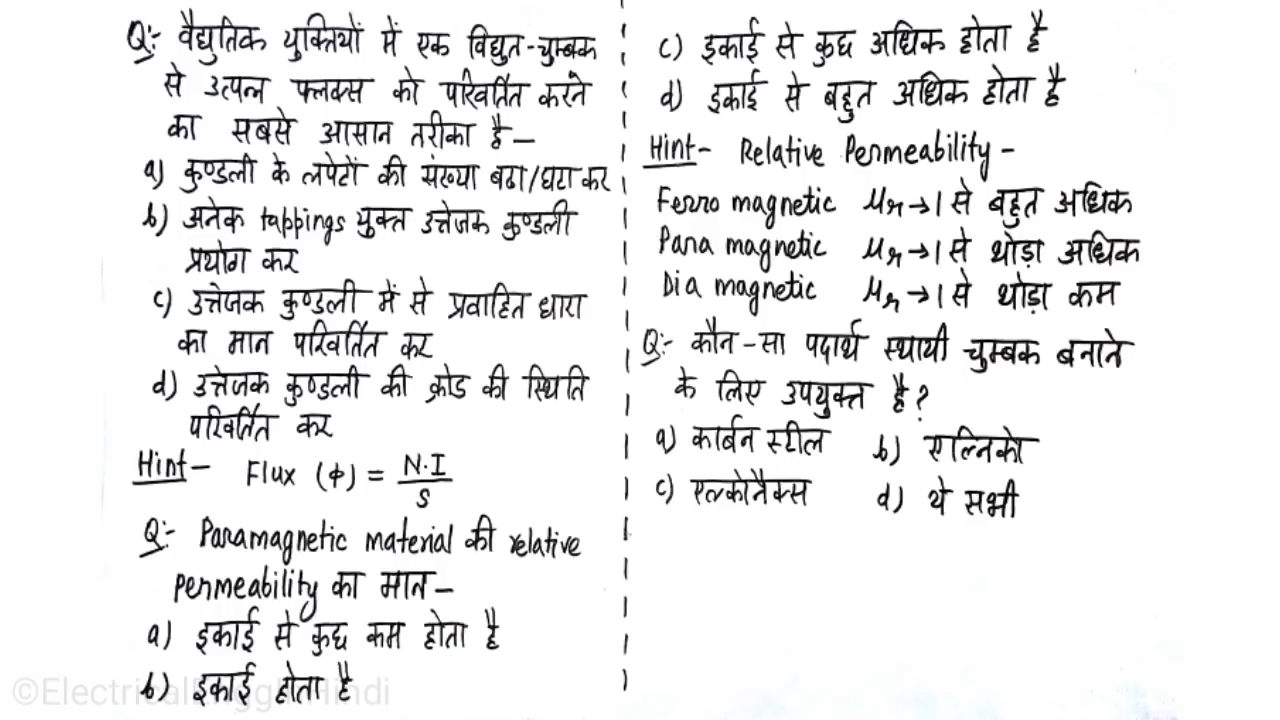 Q:- वैद्युतिक युक्तियों में एक विद्युत-चुम्बक
से उत्पन्न फ्लक्स को परिवर्तित करने
का सबसे आसान तरीका है –
a) कुण्डली के लपेटों की संख्या बढा/घटा कर
b) अनेक tappings युक्त उत्तेजक कुण्डली
प्रयोग कर
c) उत्तेजक कुण्डली में से प्रवाहित धारा
का मान परिवर्तित कर
d) उत्तेजक कुण्डली की क्रोड की स्थिति
परिवर्तित कर
Hint – Flux (ϕ) = N·I / S
Q:- Paramagnetic material की relative
permeability का मान –
a) इकाई से कुछ कम होता है
b) इकाई होता है
c) इकाई से कुछ अधिक होता है
d) इकाई से बहुत अधिक होता है
Hint – Relative Permeability –
Ferro magnetic μr → 1 से बहुत अधिक
Para magnetic μr → 1 से थोड़ा अधिक
Dia magnetic μr → 1 से थोड़ा कम
Q:- कौन-सा पदार्थ स्थायी चुम्बक बनाने
के लिए उपयुक्त है?
a) कार्बन स्टील b) एल्निको
c) एल्कोनैक्स d) ये सभी